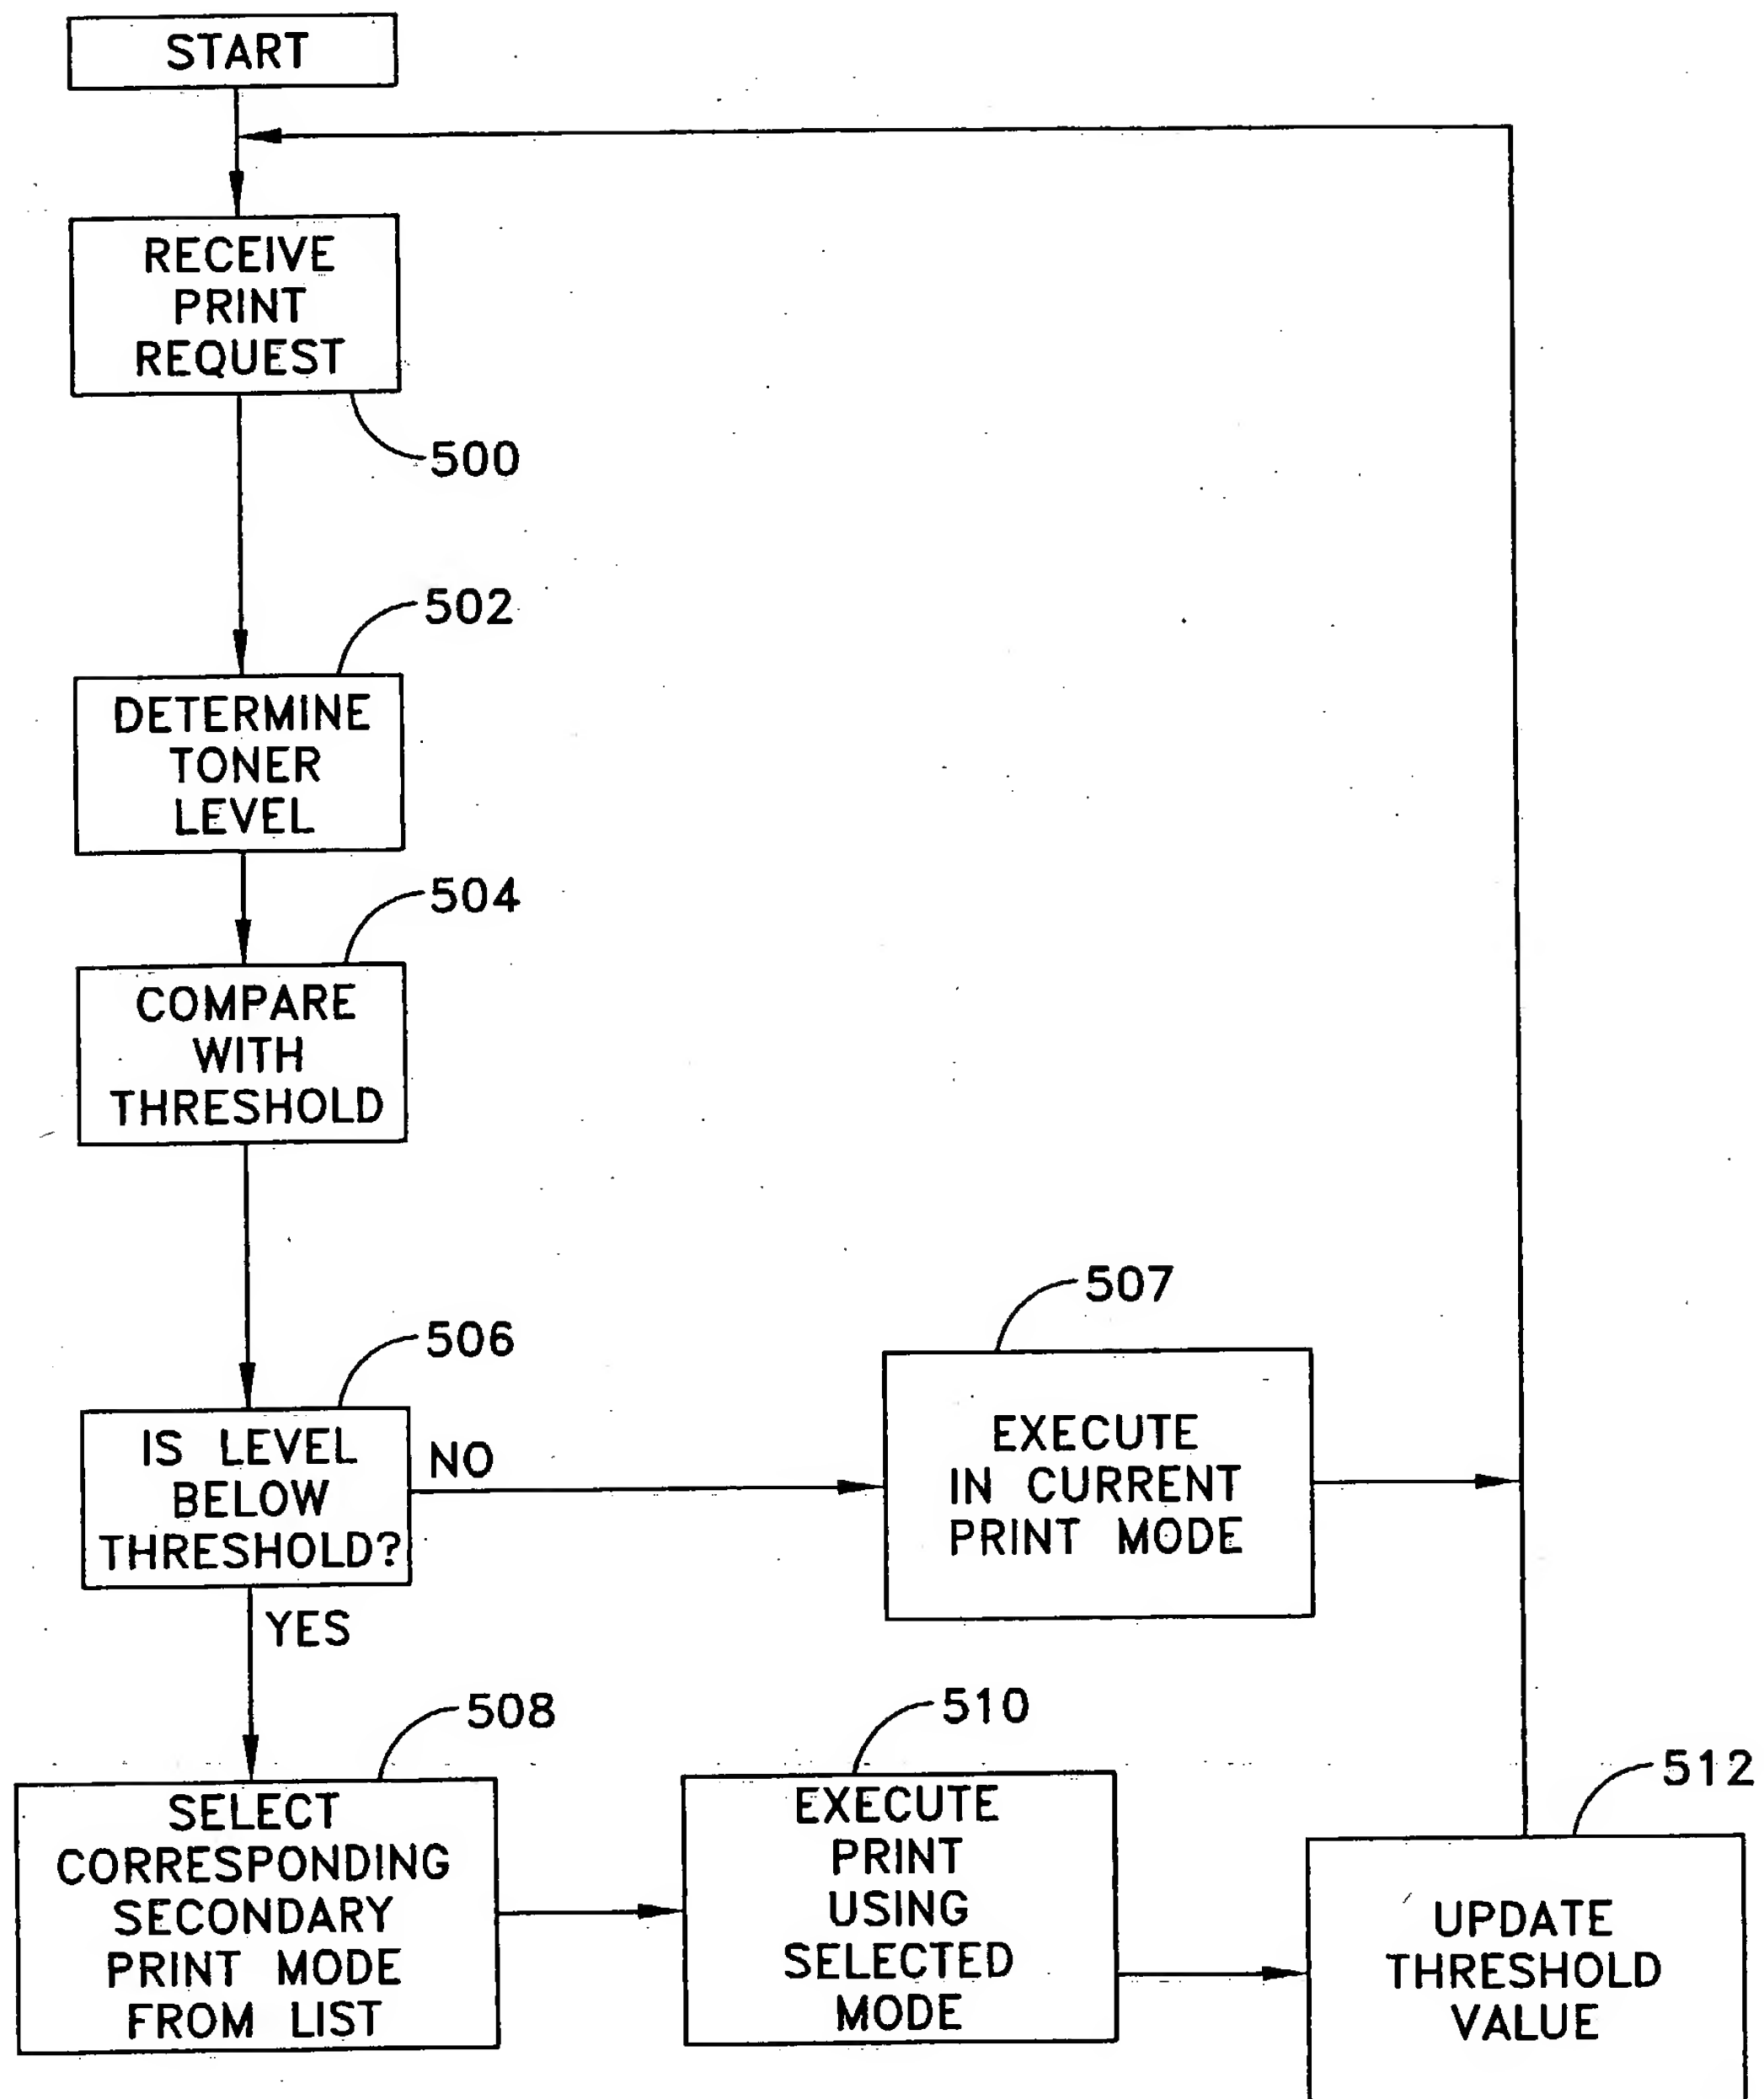 START
RECEIVE
PRINT
REQUEST
500
502
DETERMINE
TONER
LEVEL
504
COMPARE
WITH
THRESHOLD
506
IS LEVEL
BELOW
THRESHOLD?
NO
507
EXECUTE
IN CURRENT
PRINT MODE
YES
508
SELECT
CORRESPONDING
SECONDARY
PRINT MODE
FROM LIST
510
EXECUTE
PRINT
USING
SELECTED
MODE
512
UPDATE
THRESHOLD
VALUE